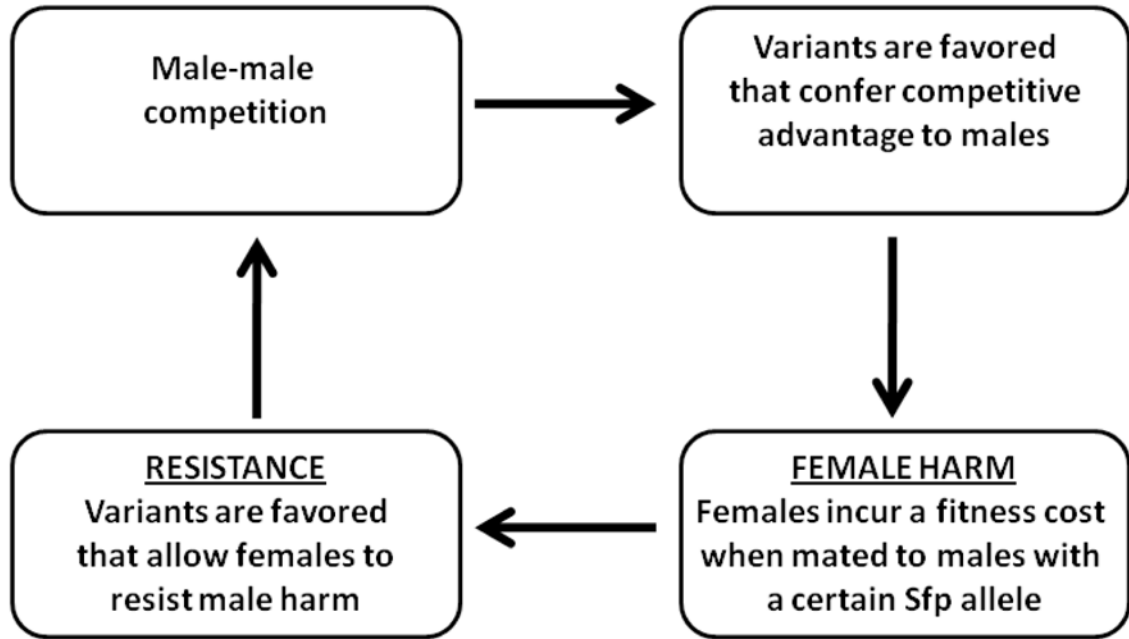 Male-male
competition
Variants are favored
that confer competitive
advantage to males
RESISTANCE
Variants are favored
that allow females to
resist male harm
FEMALE HARM
Females incur a fitness cost
when mated to males with
a certain Sfp allele